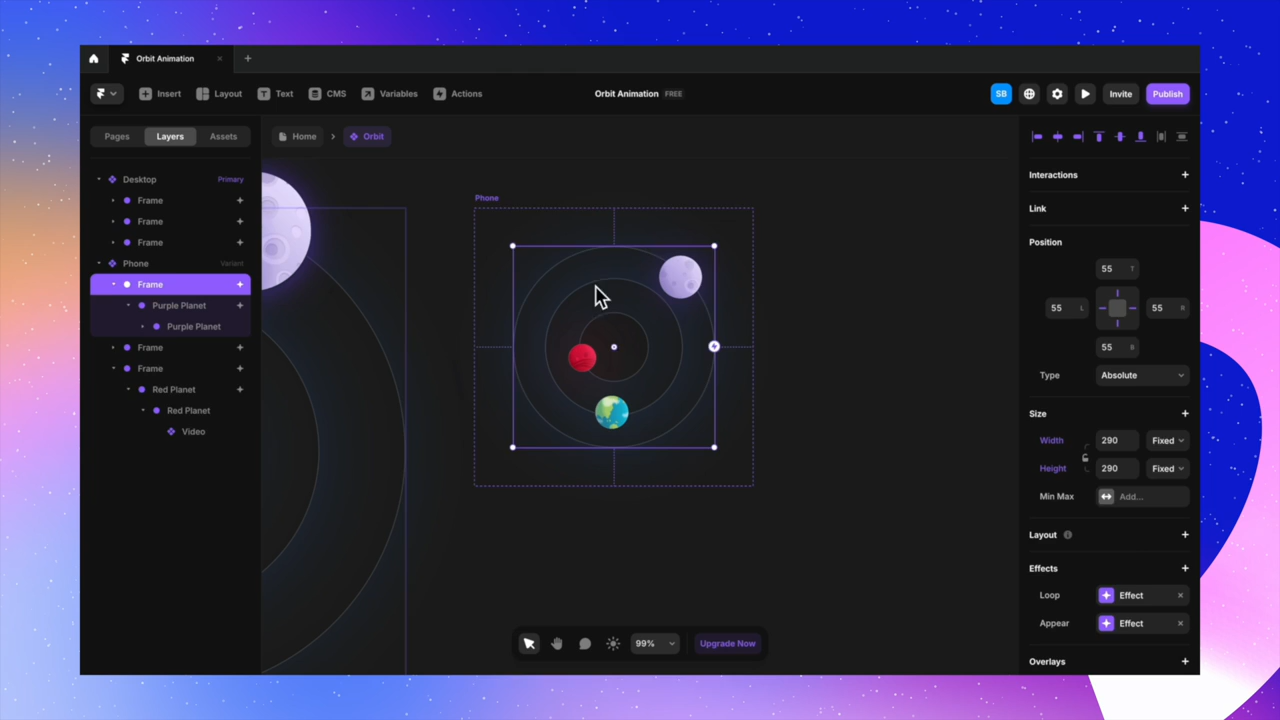 Orbit Animation
Insert
Layout
Text
CMS
Variables
Actions
Orbit Animation FREE
SB
Invite
Publish
Pages
Layers
Assets
Home
Orbit
Desktop
Primary
Frame
Frame
Frame
Phone
Variant
Frame
Purple Planet
Purple Planet
Frame
Frame
Red Planet
Red Planet
Video
Phone
99%
Upgrade Now
Interactions
Link
Position
55 T
55 L
55 R
55 B
Type
Absolute
Size
Width
290
Fixed
Height
290
Fixed
Min Max
Add...
Layout
Effects
Loop
Effect
Appear
Effect
Overlays